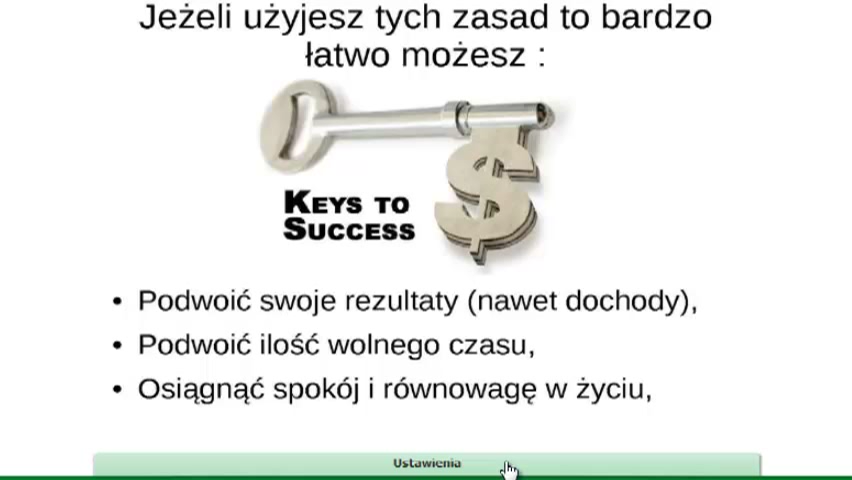 Jeżeli użyjesz tych zasad to bardzo
łatwo możesz :
KEYS TO
SUCCESS
• Podwoić swoje rezultaty (nawet dochody),
• Podwoić ilość wolnego czasu,
• Osiągnąć spokój i równowagę w życiu,
Ustawienia